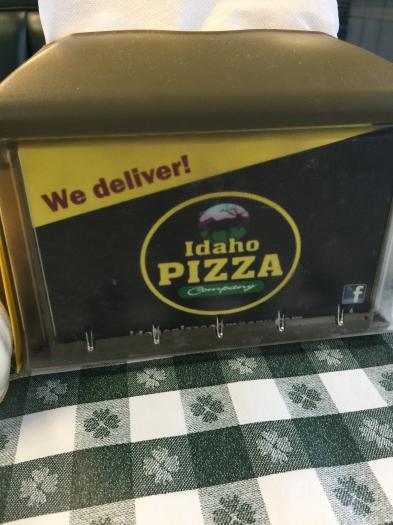 We deliver!
Idaho
PIZZA
Company
f